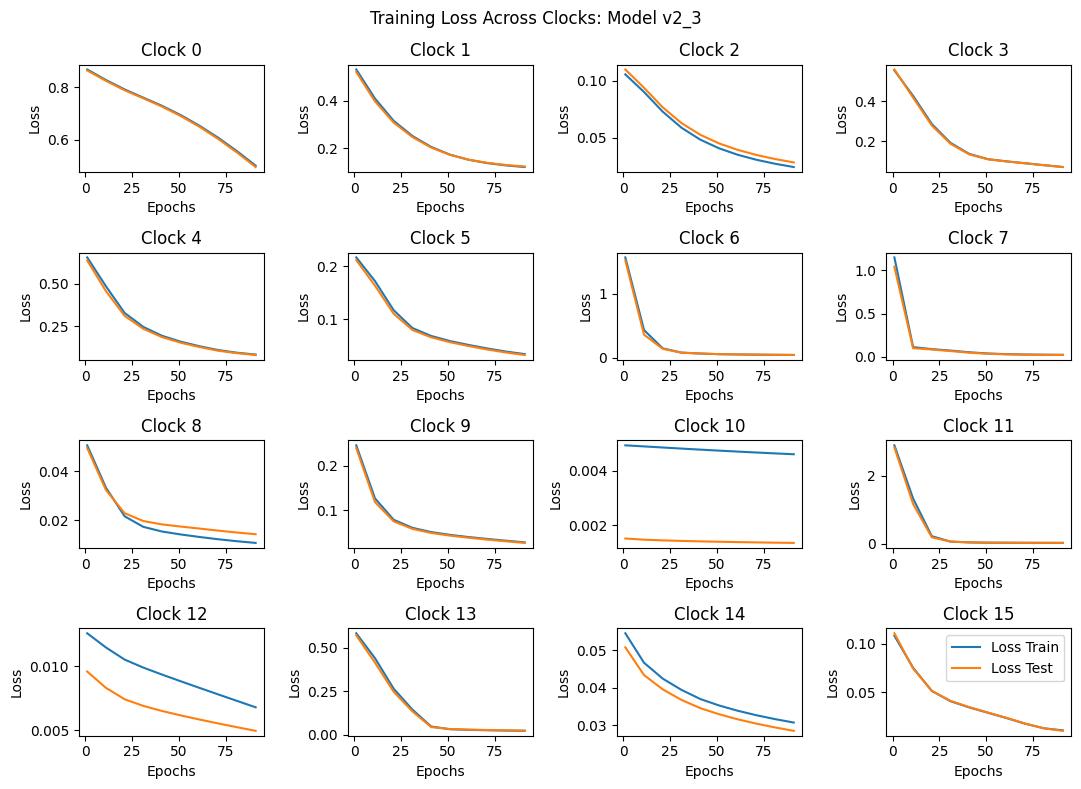 Training Loss Across Clocks: Model v2_3
Clock 0
Loss
0.8
0.6
0 25 50 75
Epochs
Clock 1
Loss
0.4
0.2
0 25 50 75
Epochs
Clock 2
Loss
0.10
0.05
0 25 50 75
Epochs
Clock 3
Loss
0.4
0.2
0 25 50 75
Epochs
Clock 4
Loss
0.50
0.25
0 25 50 75
Epochs
Clock 5
Loss
0.2
0.1
0 25 50 75
Epochs
Clock 6
Loss
1
0
0 25 50 75
Epochs
Clock 7
Loss
1.0
0.5
0.0
0 25 50 75
Epochs
Clock 8
Loss
0.04
0.02
0 25 50 75
Epochs
Clock 9
Loss
0.2
0.1
0 25 50 75
Epochs
Clock 10
Loss
0.004
0.002
0 25 50 75
Epochs
Clock 11
Loss
2
0
0 25 50 75
Epochs
Clock 12
Loss
0.010
0.005
0 25 50 75
Epochs
Clock 13
Loss
0.50
0.25
0.00
0 25 50 75
Epochs
Clock 14
Loss
0.05
0.04
0.03
0 25 50 75
Epochs
Clock 15
Loss
0.10
0.05
Loss Train
Loss Test
0 25 50 75
Epochs